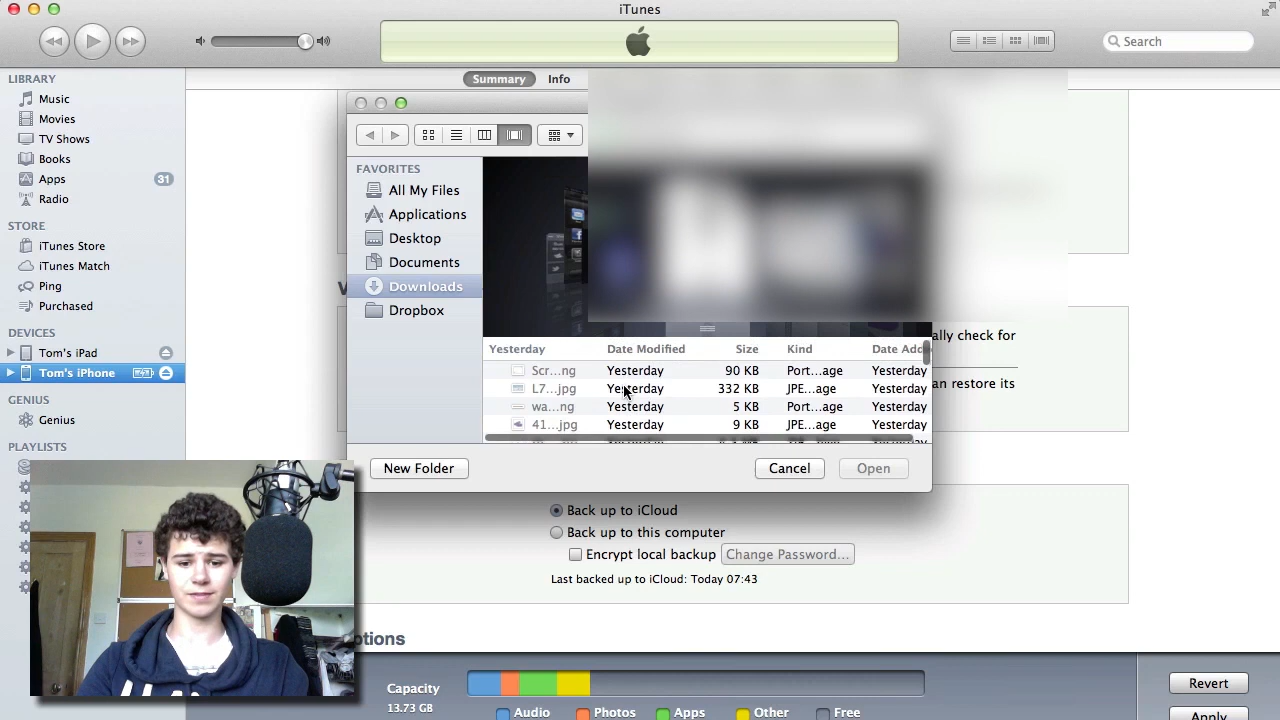 iTunes
Search
Summary
Info
LIBRARY
Music
Movies
TV Shows
Books
Apps 31
Radio
STORE
iTunes Store
iTunes Match
Ping
Purchased
DEVICES
Tom's iPad
Tom's iPhone
GENIUS
Genius
PLAYLISTS
FAVORITES
All My Files
Applications
Desktop
Documents
Downloads
Dropbox
Yesterday Date Modified Size Kind Date Add
Scr...ng Yesterday 90 KB Port...age Yesterday
L7...jpg Yesterday 332 KB JPE...age Yesterday
wa...ng Yesterday 5 KB Port...age Yesterday
41...jpg Yesterday 9 KB JPE...age Yesterday
New Folder
Cancel
Open
ally check for
an restore its
Back up to iCloud
Back up to this computer
Encrypt local backup
Change Password...
Last backed up to iCloud: Today 07:43
ptions
Capacity
13.73 GB
Audio
Photos
Apps
Other
Free
Revert
Apply